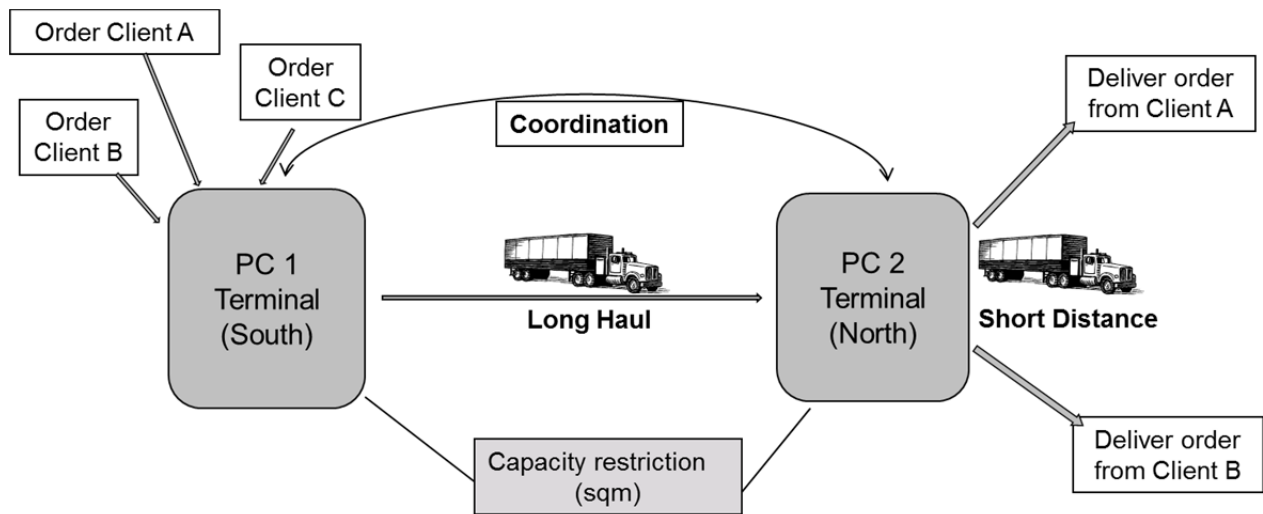 Order Client A
Order
Client C
Order
Client B
Coordination
Deliver order
from Client A
PC 1
Terminal
(South)
Long Haul
PC 2
Terminal
(North)
Short Distance
Capacity restriction
(sqm)
Deliver order
from Client B